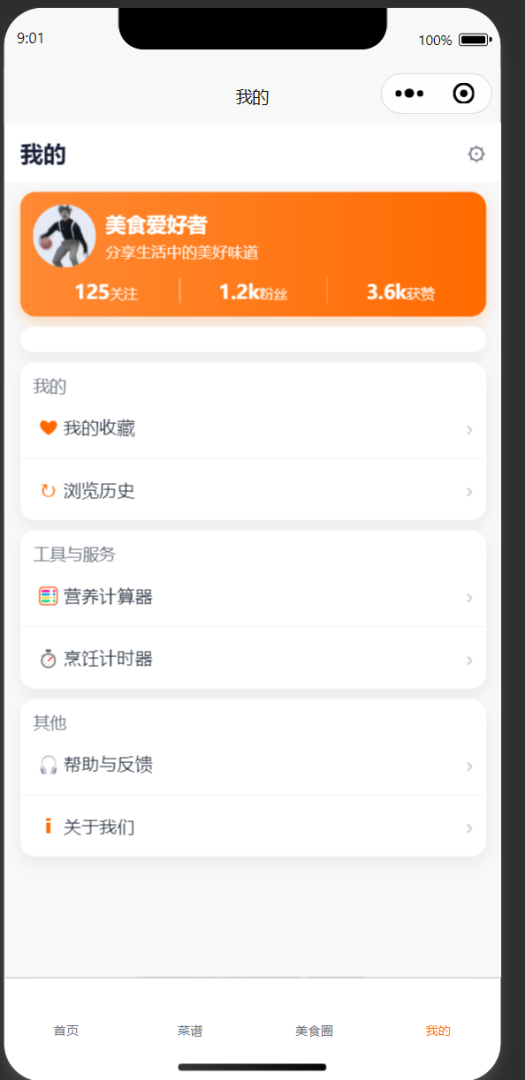 9:01 100%
我的
我的
美食爱好者
分享生活中的美好味道
125关注 1.2k粉丝 3.6k获赞
我的
我的收藏
浏览历史
工具与服务
营养计算器
烹饪计时器
其他
帮助与反馈
关于我们
首页 菜谱 美食圈 我的